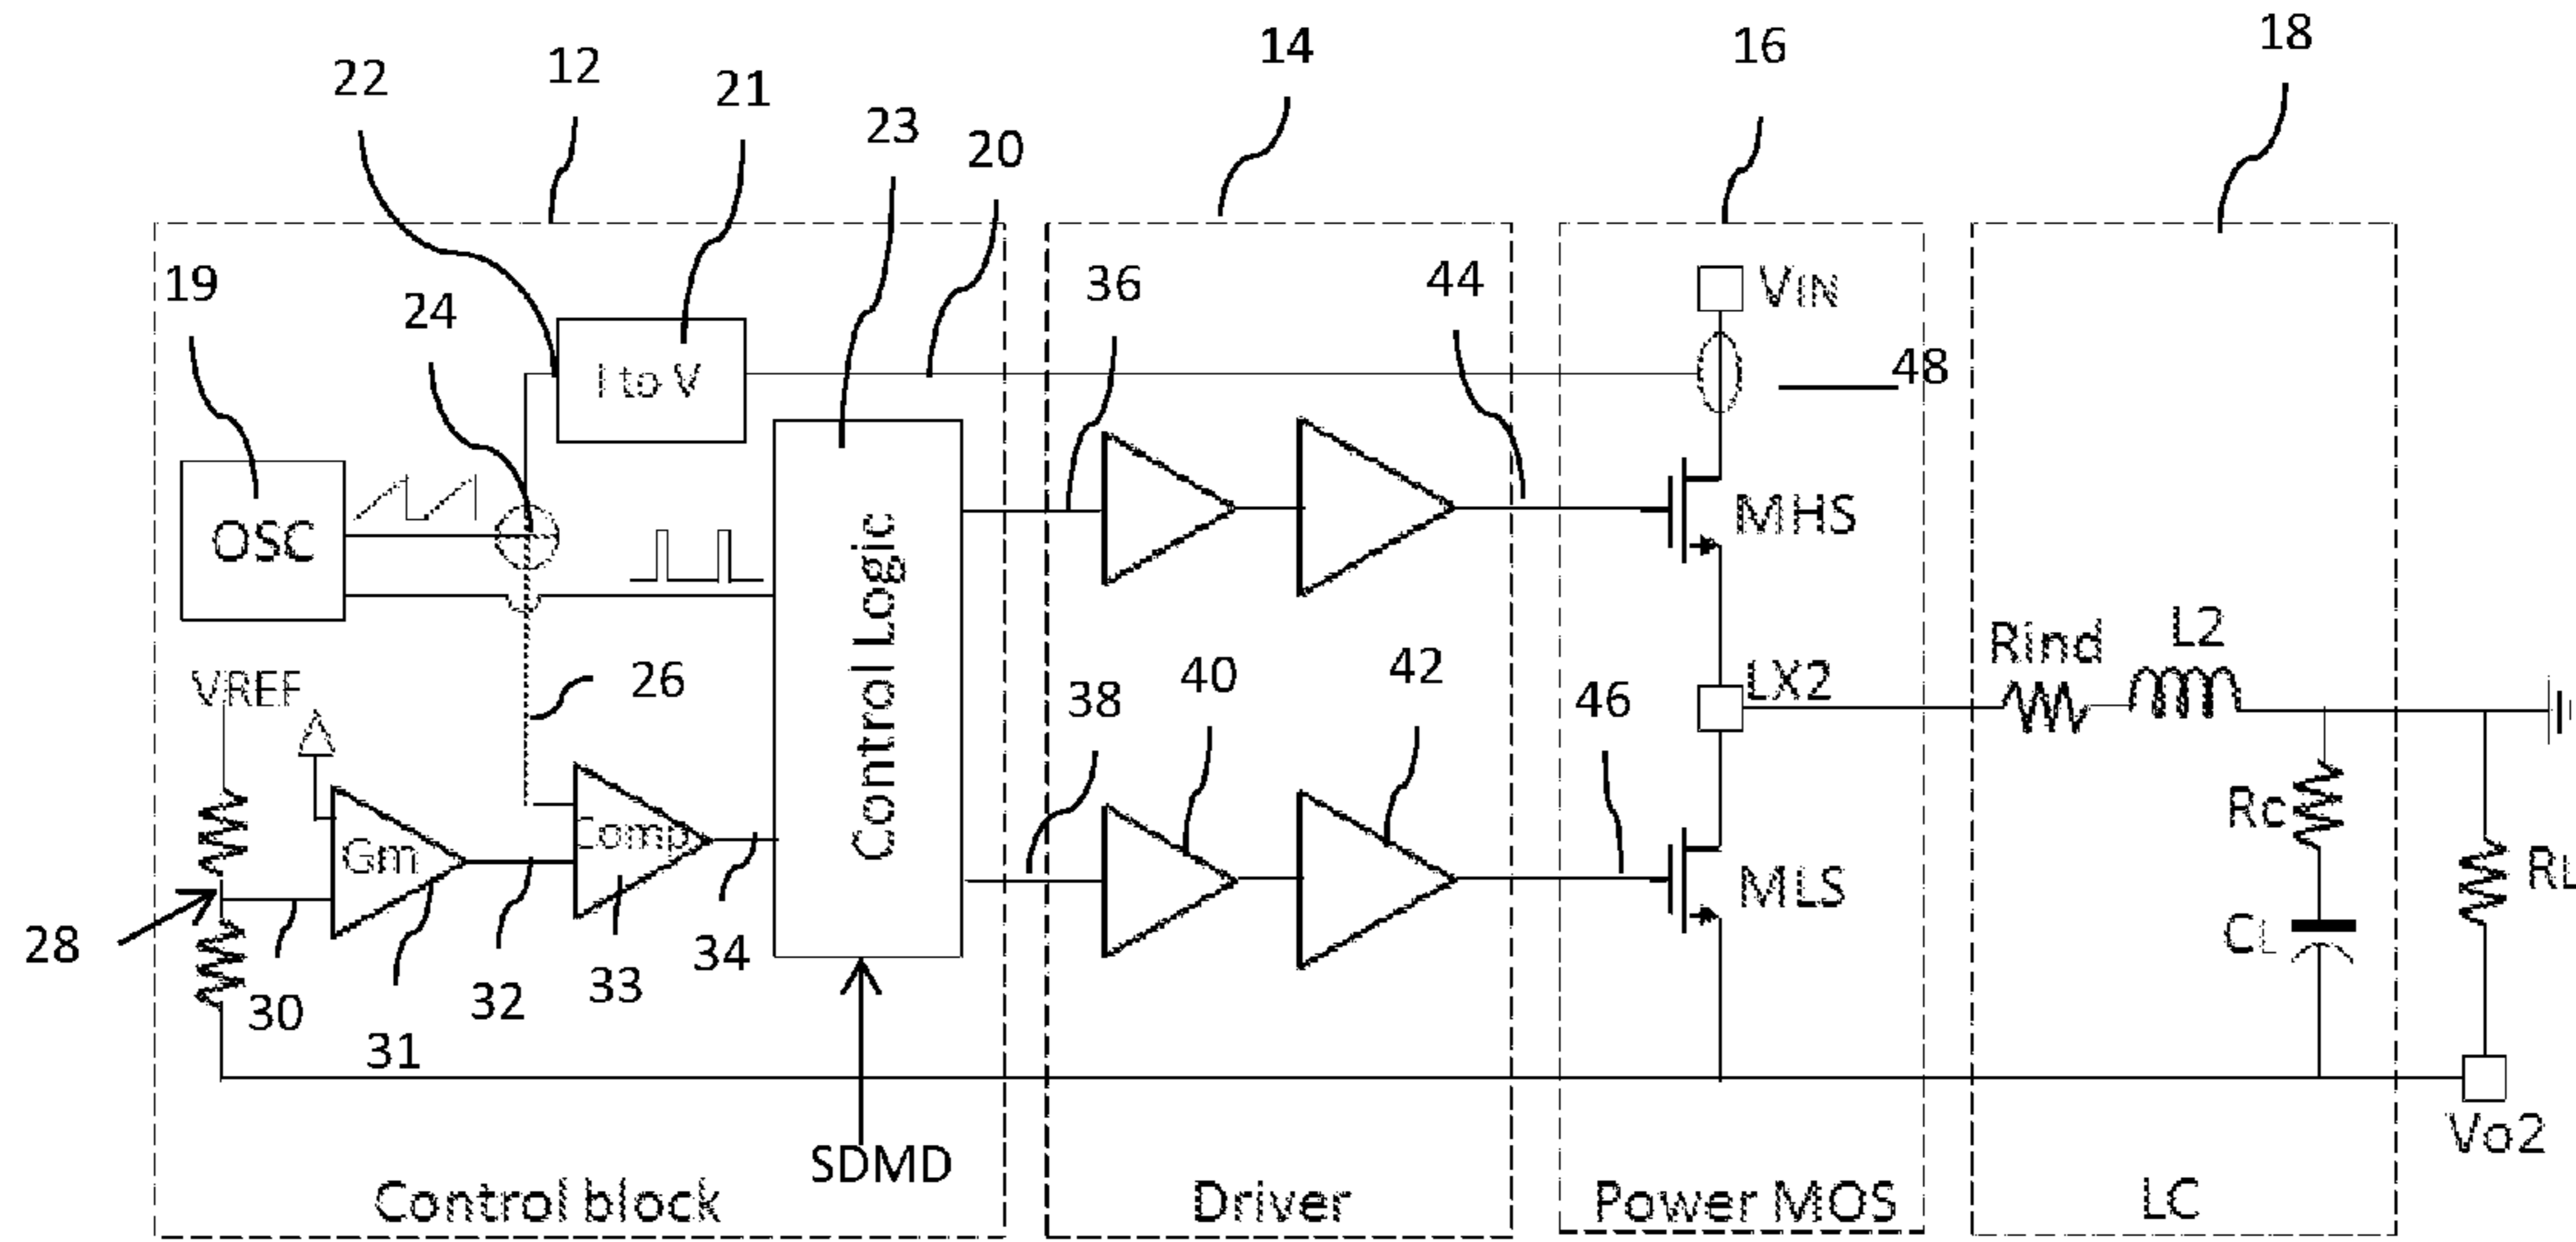 12
14
16
18
22
21
23
20
19
24
36
44
VIN
48
I to V
OSC
Control Logic
MHS
VREF
26
38
40
42
46
LX2
Rind
L2
Gm
Comp
MLS
Rc
CL
RL
28
30
31
32
33
34
SDMD
Vo2
Control block
Driver
Power MOS
LC